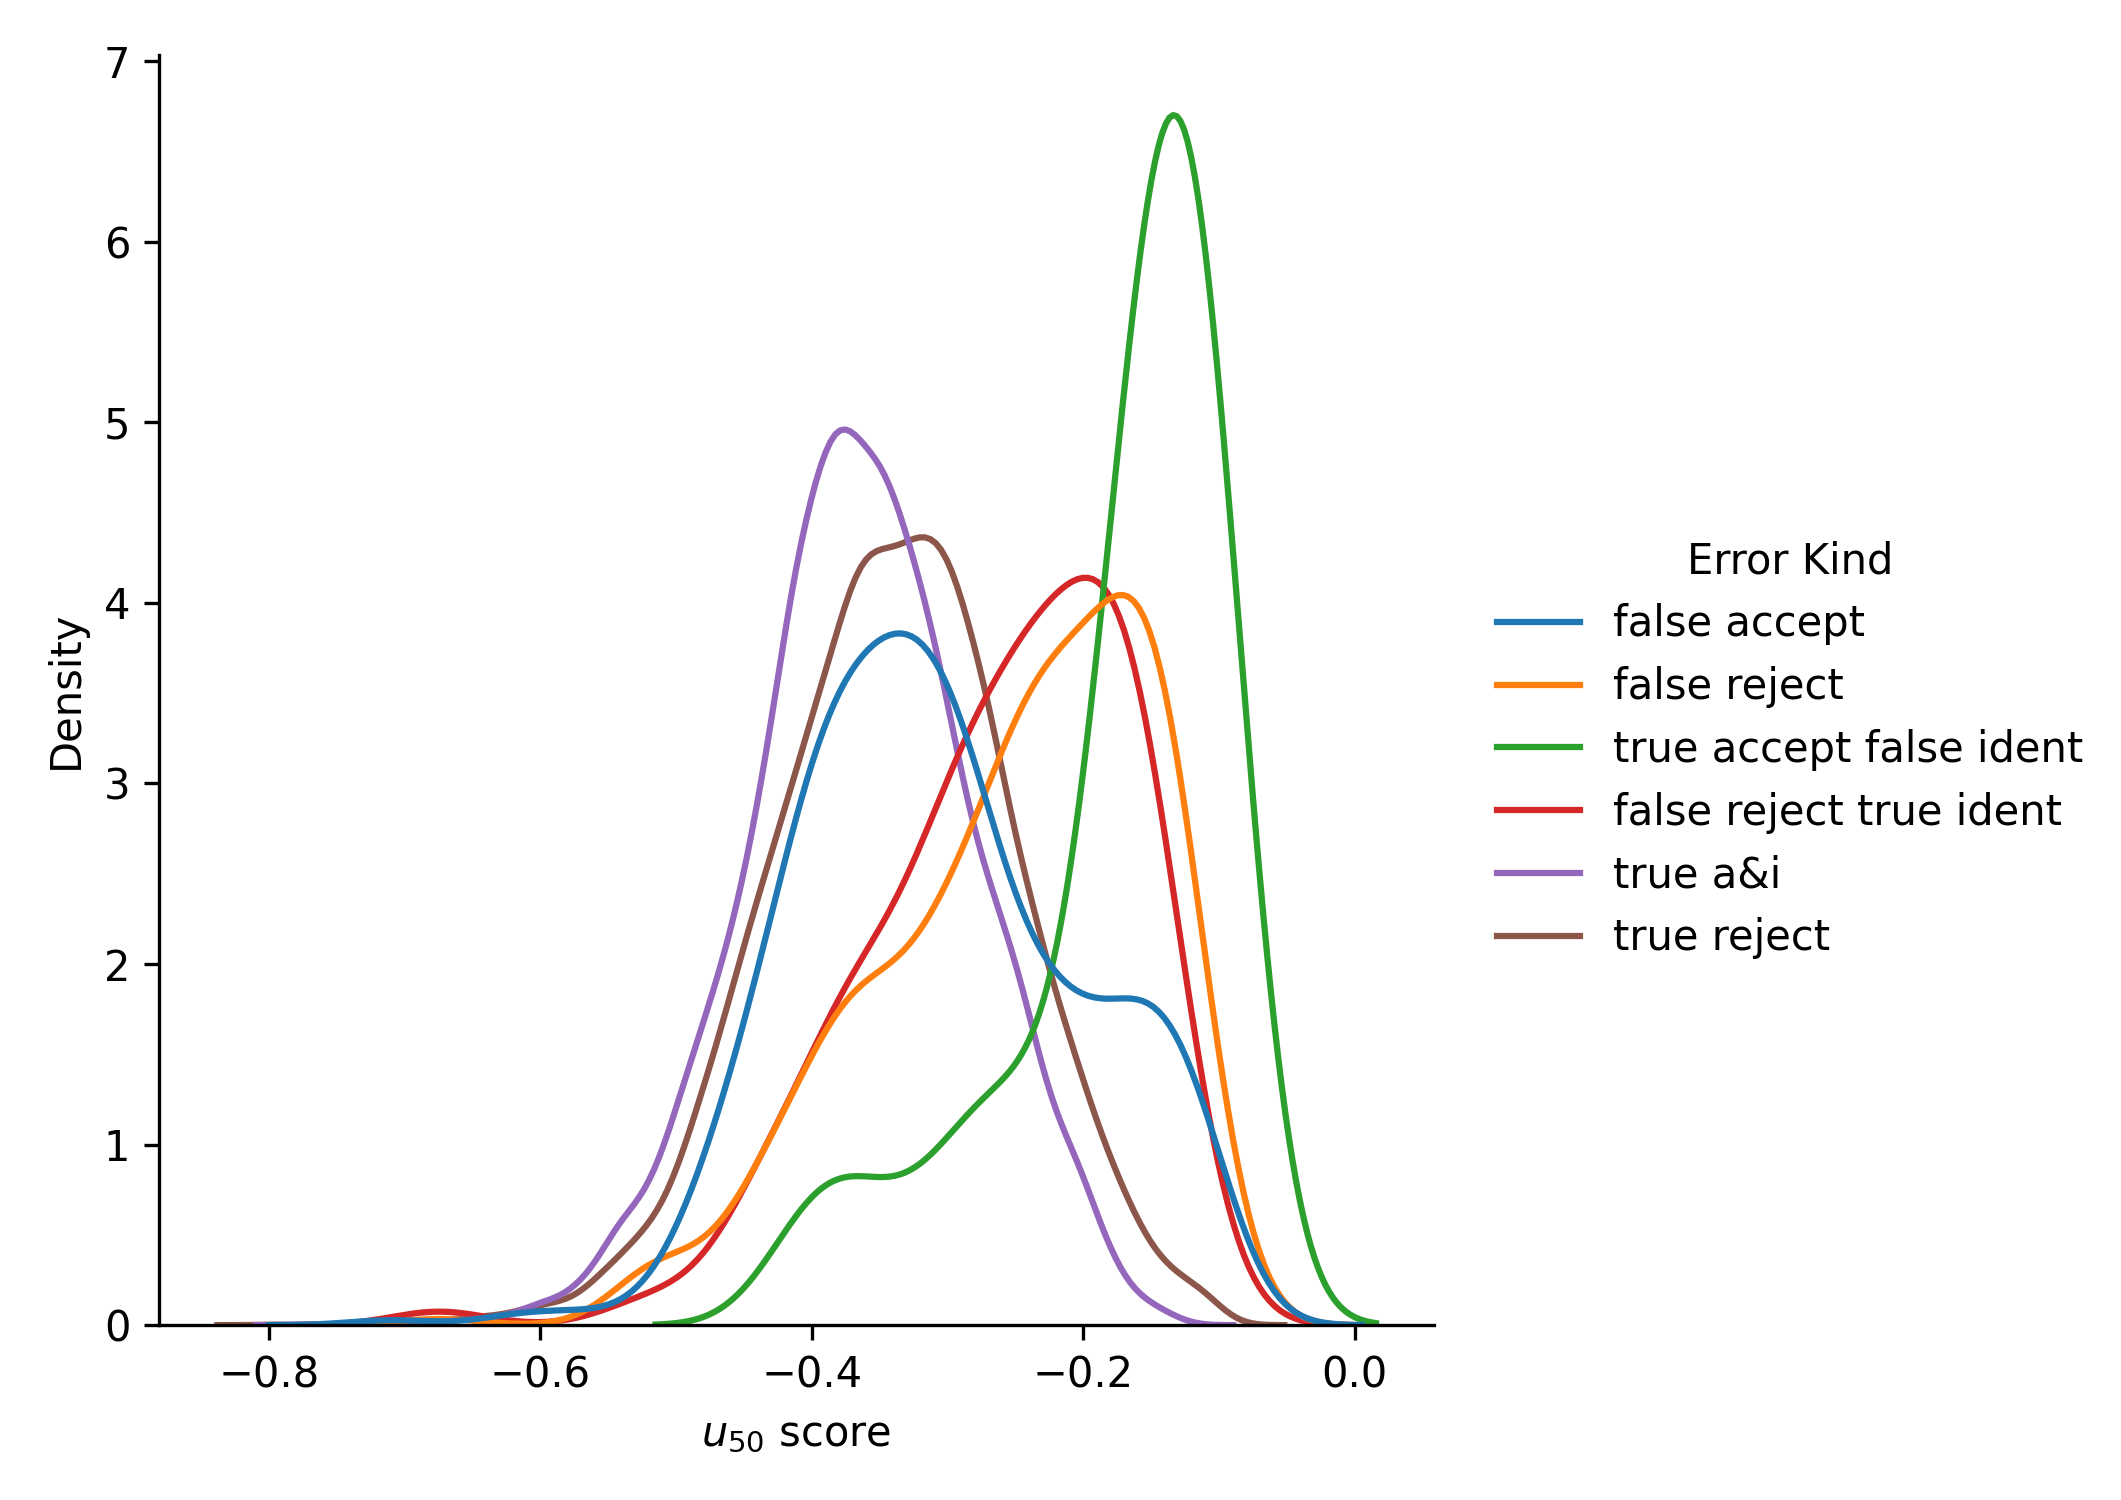 7
6
5
4
3
2
1
0
Density
−0.8
−0.6
−0.4
−0.2
0.0
u50 score
Error Kind
false accept
false reject
true accept false ident
false reject true ident
true a&i
true reject